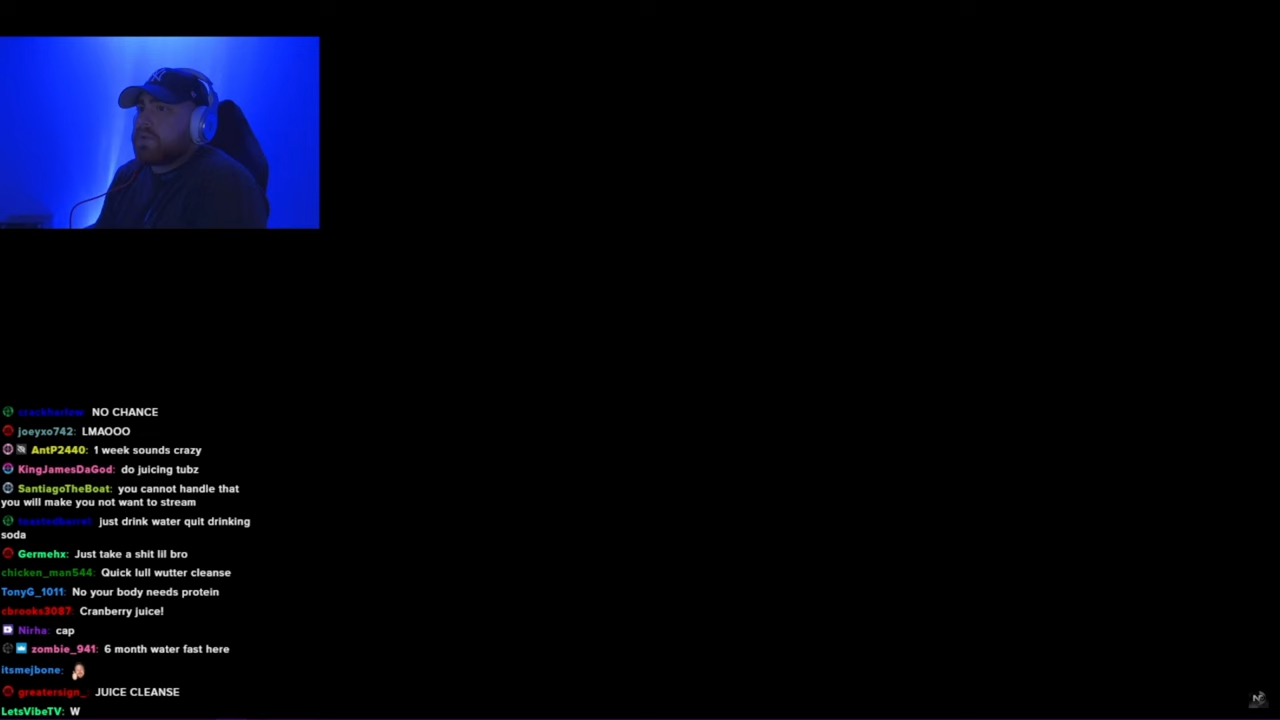 crackharlow: NO CHANCE
joeyxo742: LMAOOO
AntP2440: 1 week sounds crazy
KingJamesDaGod: do juicing tubz
SantiagoTheBoat: you cannot handle that
you will make you not want to stream
toastedbarrel: just drink water quit drinking
soda
Germehx: Just take a shit lil bro
chicken_man544: Quick lull wutter cleanse
TonyG_1011: No your body needs protein
cbrooks3087: Cranberry juice!
Nirha: cap
zombie_941: 6 month water fast here
itsmejbone:
greatersign_: JUICE CLEANSE
LetsVibeTV: W